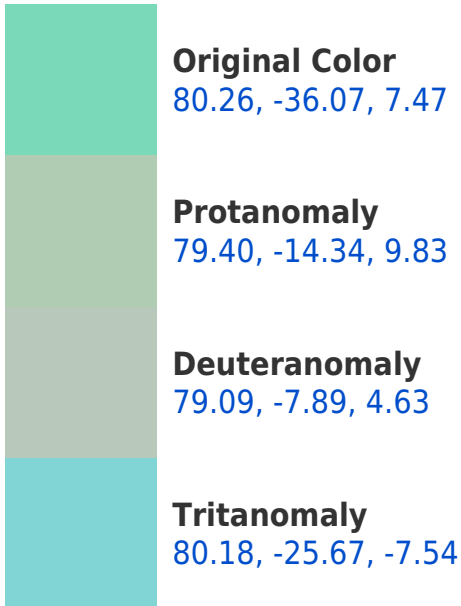 Original Color
80.26, -36.07, 7.47
Protanomaly
79.40, -14.34, 9.83
Deuteranomaly
79.09, -7.89, 4.63
Tritanomaly
80.18, -25.67, -7.54